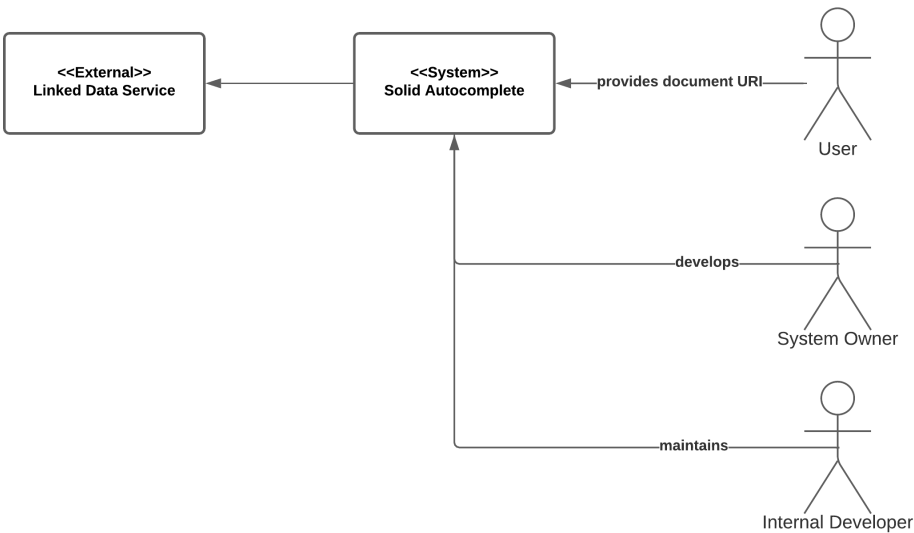 <<External>>
Linked Data Service
<<System>>
Solid Autocomplete
provides document URI
User
develops
System Owner
maintains
Internal Developer